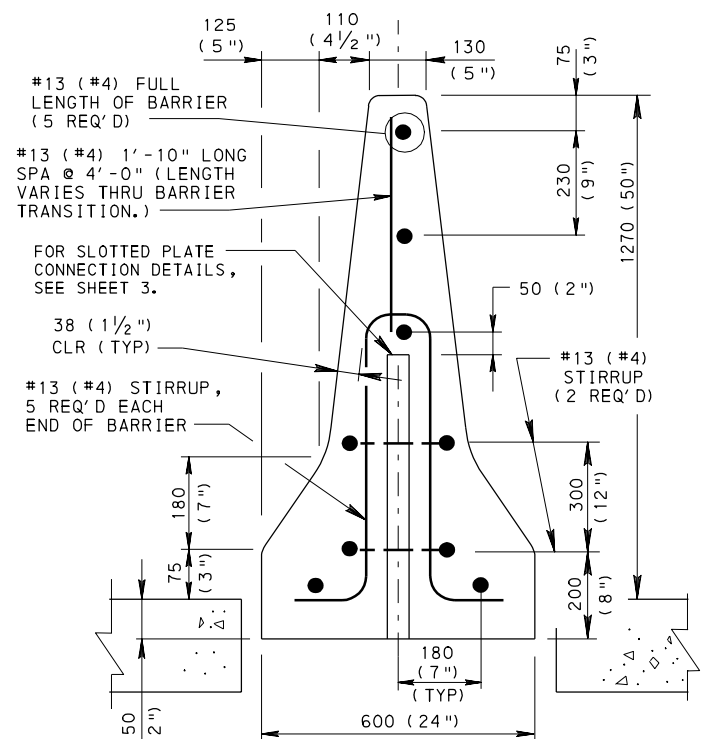 125
(5")
110
(4 1/2")
130
(5")
75
(3")
#13 (#4) FULL
LENGTH OF BARRIER
(5 REQ'D)
#13 (#4) 1'-10" LONG
SPA @ 4'-0" (LENGTH
VARIES THRU BARRIER
TRANSITION.)
230
(9")
1270 (50")
FOR SLOTTED PLATE
CONNECTION DETAILS,
SEE SHEET 3.
50 (2")
38 (1 1/2")
CLR (TYP)
#13 (#4)
STIRRUP
(2 REQ'D)
#13 (#4) STIRRUP,
5 REQ'D EACH
END OF BARRIER
180
(7")
300
(12")
75
(3")
200
(8")
180
(7")
(TYP)
50
2")
600 (24")